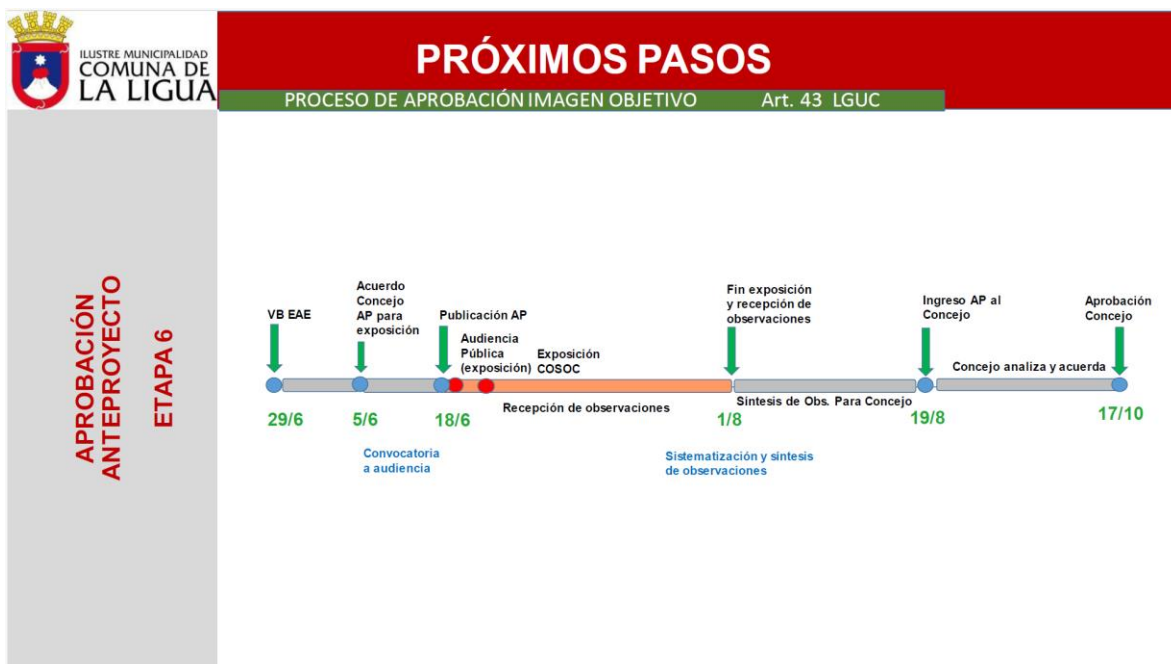 ILUSTRE MUNICIPALIDAD
COMUNA DE
LA LIGUA
PRÓXIMOS PASOS
PROCESO DE APROBACIÓN IMAGEN OBJETIVO Art. 43 LGUC
APROBACIÓN
ANTEPROYECTO
ETAPA 6
VB EAE
Acuerdo
Concejo
AP para
exposición
Publicación AP
Audiencia
Pública
(exposición)
Exposición
COSOC
Fin exposición
y recepción de
observaciones
Ingreso AP al
Concejo
Aprobación
Concejo
Concejo analiza y acuerda
Recepción de observaciones
Síntesis de Obs. Para Concejo
29/6
5/6
18/6
1/8
19/8
17/10
Convocatoria
a audiencia
Sistematización y síntesis
de observaciones